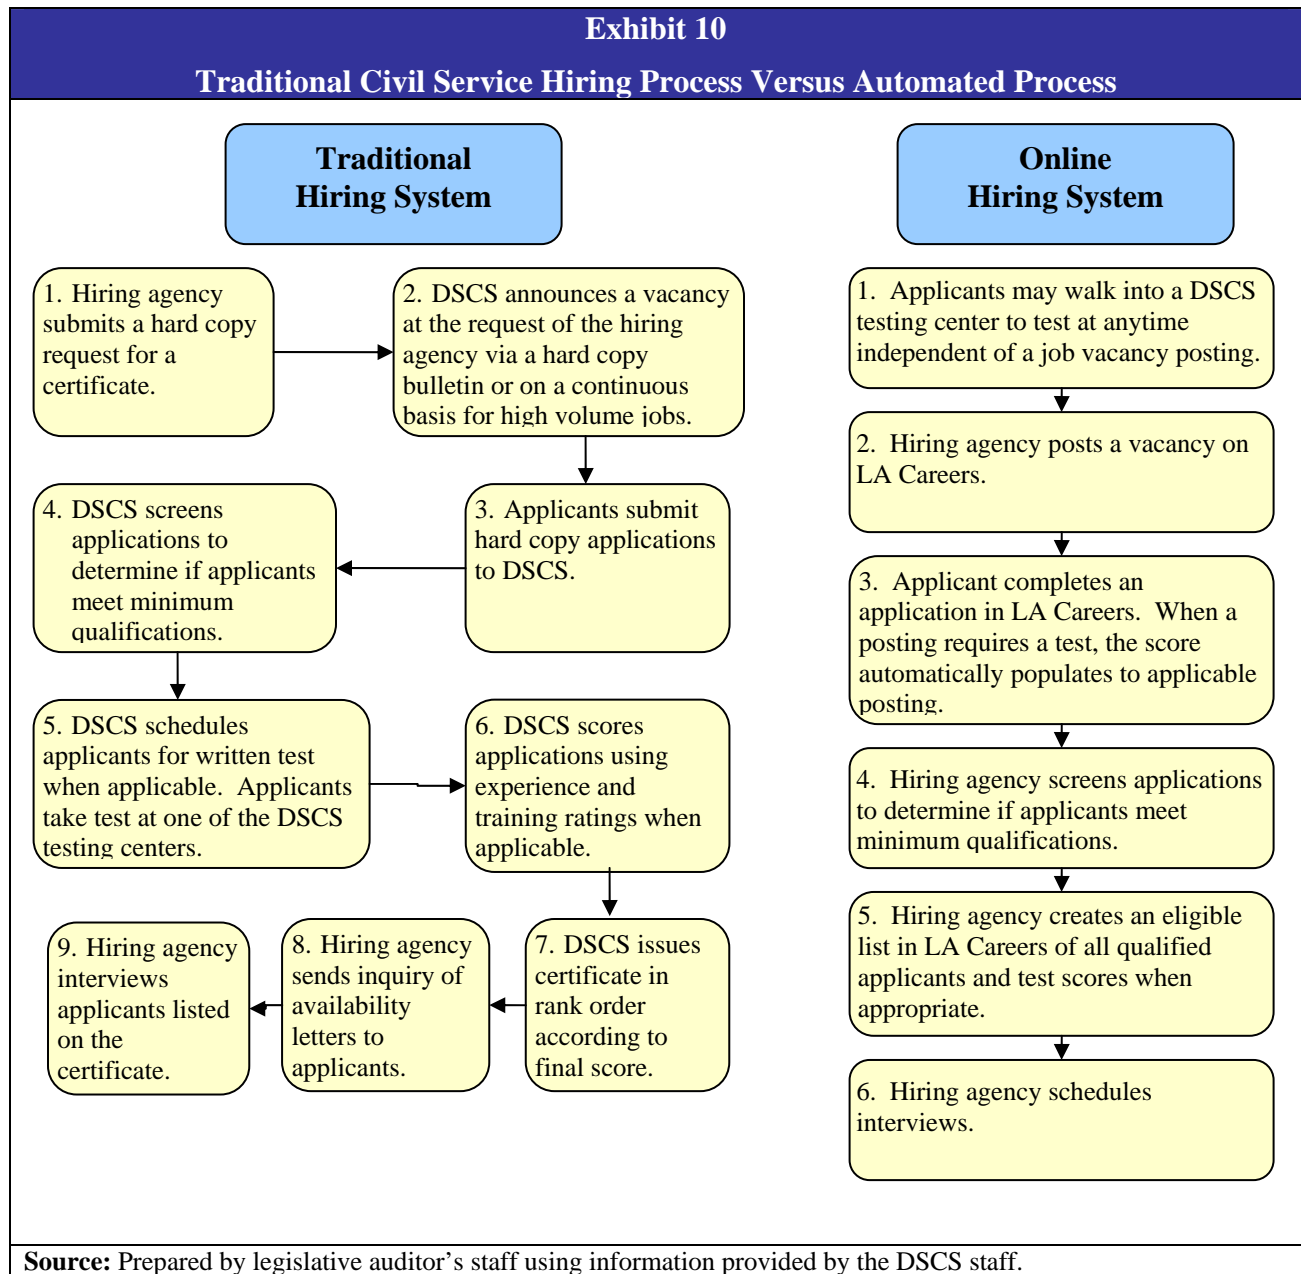 Exhibit 10
Traditional Civil Service Hiring Process Versus Automated Process
Traditional
Hiring System
1. Hiring agency
submits a hard copy
request for a
certificate.
2. DSCS announces a vacancy
at the request of the hiring
agency via a hard copy
bulletin or on a continuous
basis for high volume jobs.
3. Applicants submit
hard copy applications
to DSCS.
4. DSCS screens
applications to
determine if applicants
meet minimum
qualifications.
5. DSCS schedules
applicants for written test
when applicable. Applicants
take test at one of the DSCS
testing centers.
6. DSCS scores
applications using
experience and
training ratings when
applicable.
7. DSCS issues
certificate in
rank order
according to
final score.
8. Hiring agency
sends inquiry of
availability
letters to
applicants.
9. Hiring agency
interviews
applicants listed
on the
certificate.
Online
Hiring System
1. Applicants may walk into a DSCS
testing center to test at anytime
independent of a job vacancy posting.
2. Hiring agency posts a vacancy on
LA Careers.
3. Applicant completes an
application in LA Careers. When a
posting requires a test, the score
automatically populates to applicable
posting.
4. Hiring agency screens applications
to determine if applicants meet
minimum qualifications.
5. Hiring agency creates an eligible
list in LA Careers of all qualified
applicants and test scores when
appropriate.
6. Hiring agency schedules
interviews.
Source: Prepared by legislative auditor's staff using information provided by the DSCS staff.